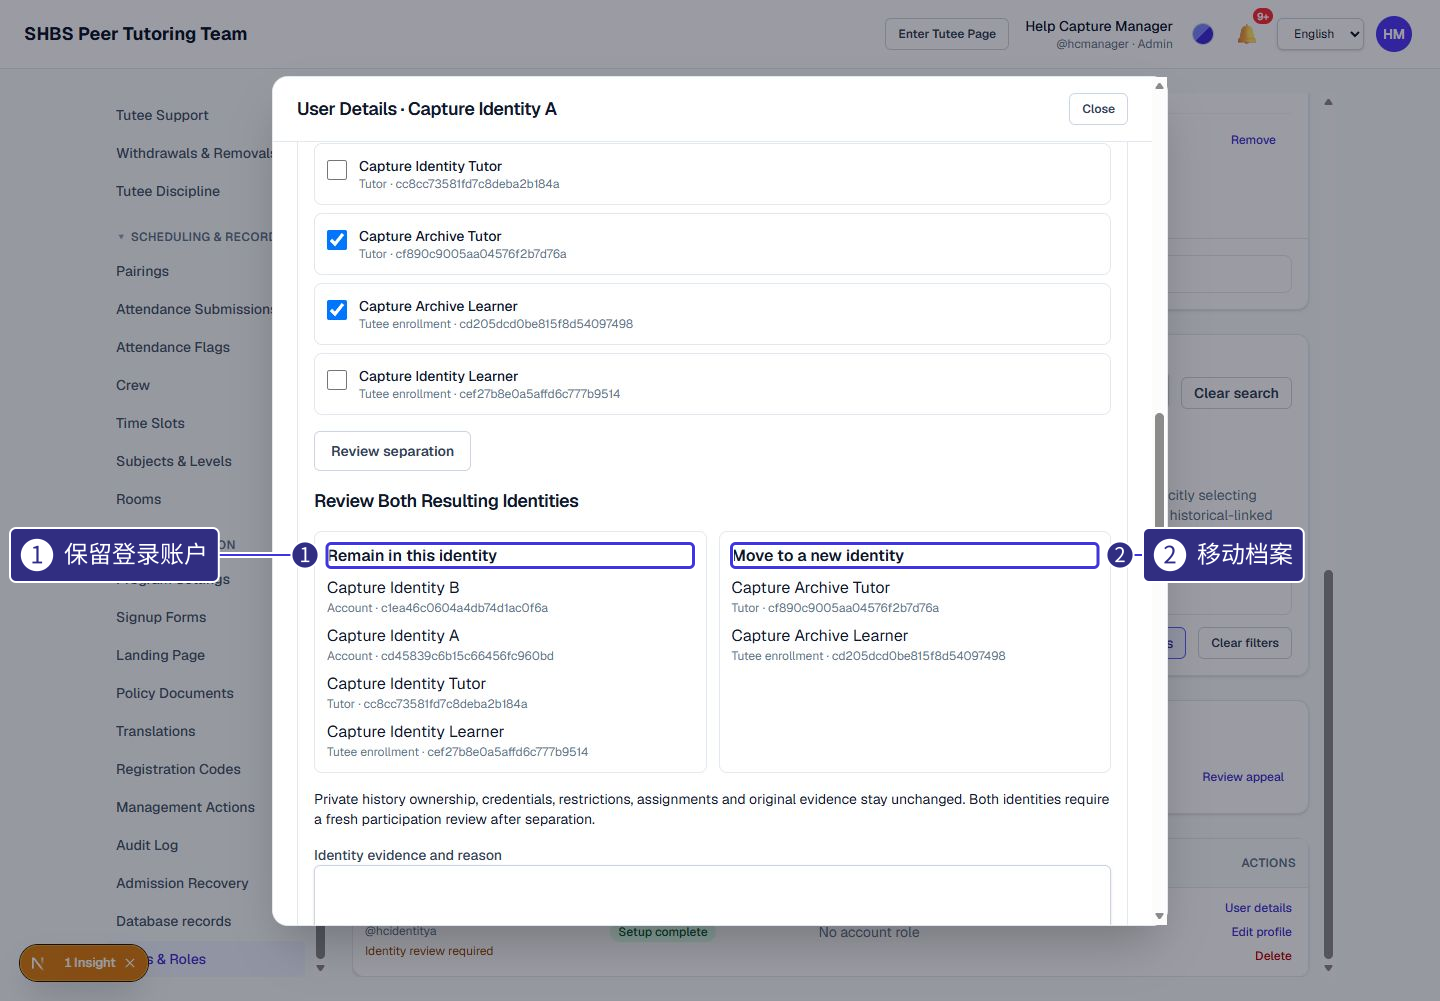 SHBS Peer Tutoring Team
Enter Tutee Page
Help Capture Manager
@hcmanager · Admin
9+
English
HM
Tutee Support
Withdrawals & Removals
Tutee Discipline
SCHEDULING & RECORD
Pairings
Attendance Submissions
Attendance Flags
Crew
Time Slots
Subjects & Levels
Rooms
ON
Program Settings
Signup Forms
Landing Page
Policy Documents
Translations
Registration Codes
Management Actions
Audit Log
Admission Recovery
Database records
s & Roles
N 1 Insight
User Details · Capture Identity A
Close
Capture Identity Tutor
Tutor · cc8cc73581fd7c8deba2b184a
Capture Archive Tutor
Tutor · cf890c9005aa04576f2b7d76a
Capture Archive Learner
Tutee enrollment · cd205dcd0be815f8d54097498
Capture Identity Learner
Tutee enrollment · cef27b8e0a5affd6c777b9514
Review separation
Review Both Resulting Identities
1 保留登录账户
1
Remain in this identity
Capture Identity B
Account · c1ea46c0604a4db74d1ac0f6a
Capture Identity A
Account · cd45839c6b15c66456fc960bd
Capture Identity Tutor
Tutor · cc8cc73581fd7c8deba2b184a
Capture Identity Learner
Tutee enrollment · cef27b8e0a5affd6c777b9514
Move to a new identity
2
2 移动档案
Capture Archive Tutor
Tutor · cf890c9005aa04576f2b7d76a
Capture Archive Learner
Tutee enrollment · cd205dcd0be815f8d54097498
Private history ownership, credentials, restrictions, assignments and original evidence stay unchanged. Both identities require
a fresh participation review after separation.
Identity evidence and reason
Remove
Clear search
citly selecting
historical-linked
s
Clear filters
Review appeal
ACTIONS
@hcidentitya
Identity review required
Setup complete
No account role
User details
Edit profile
Delete